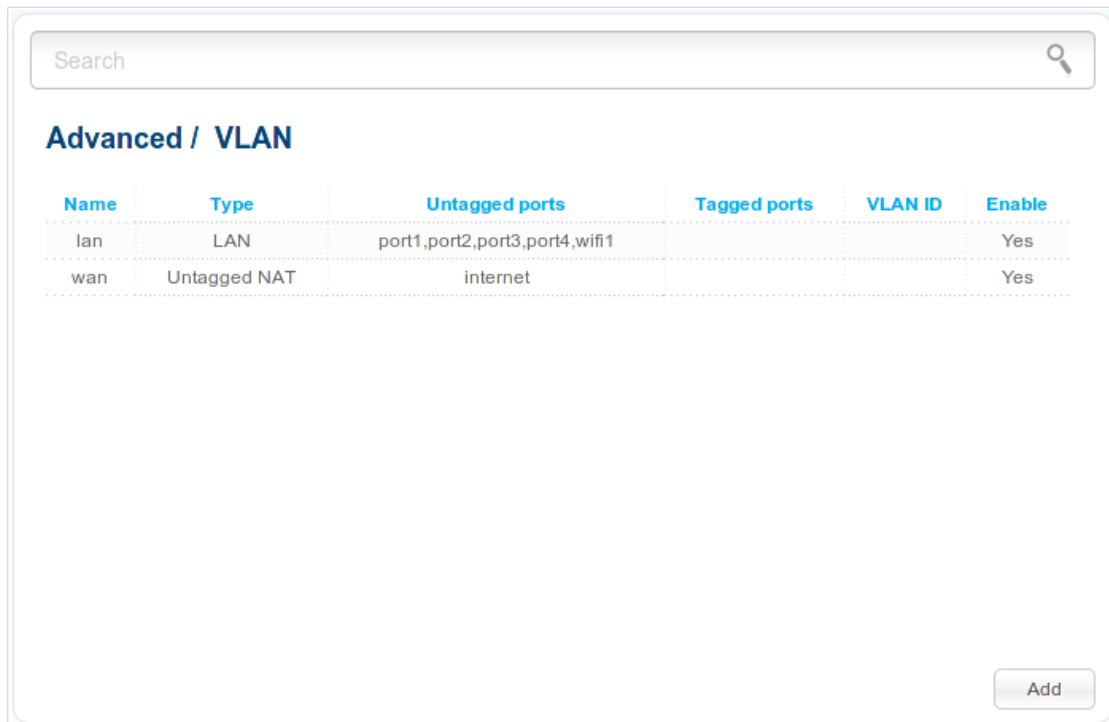 Search
Advanced / VLAN
Name Type Untagged ports Tagged ports VLAN ID Enable
lan LAN port1,port2,port3,port4,wifi1 Yes
wan Untagged NAT internet Yes
Add